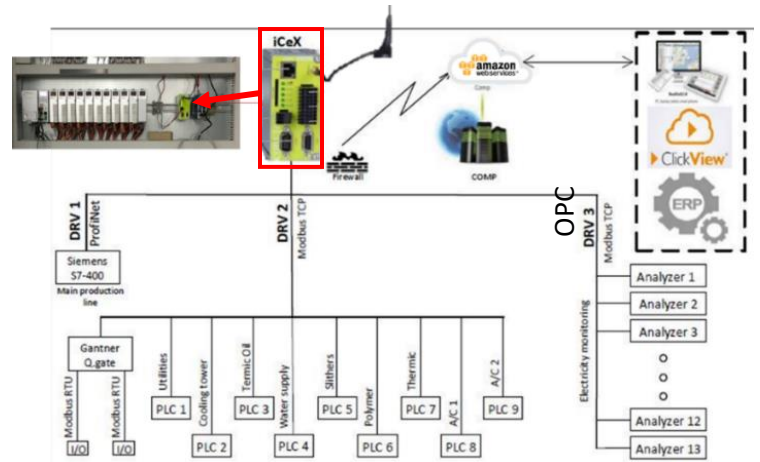 iCeX
amazon
webservices
Comp
Firewall
COMP
ClickView
ERP
DRV 1
ProfiNet
DRV 2
Modbus TCP
OPC
DRV 3
Modbus TCP
Siemens
S7-400
Main production
line
Gantner
Q.gate
Modbus RTU
Modbus RTU
I/O
I/O
Utilities
PLC 1
Cooling tower
PLC 2
Termic Oil
PLC 3
Water supply
PLC 4
Slithers
PLC 5
Polymer
PLC 6
Thermic
PLC 7
A/C 1
PLC 8
A/C 2
PLC 9
Electricity monitoring
Analyzer 1
Analyzer 2
Analyzer 3
Analyzer 12
Analyzer 13